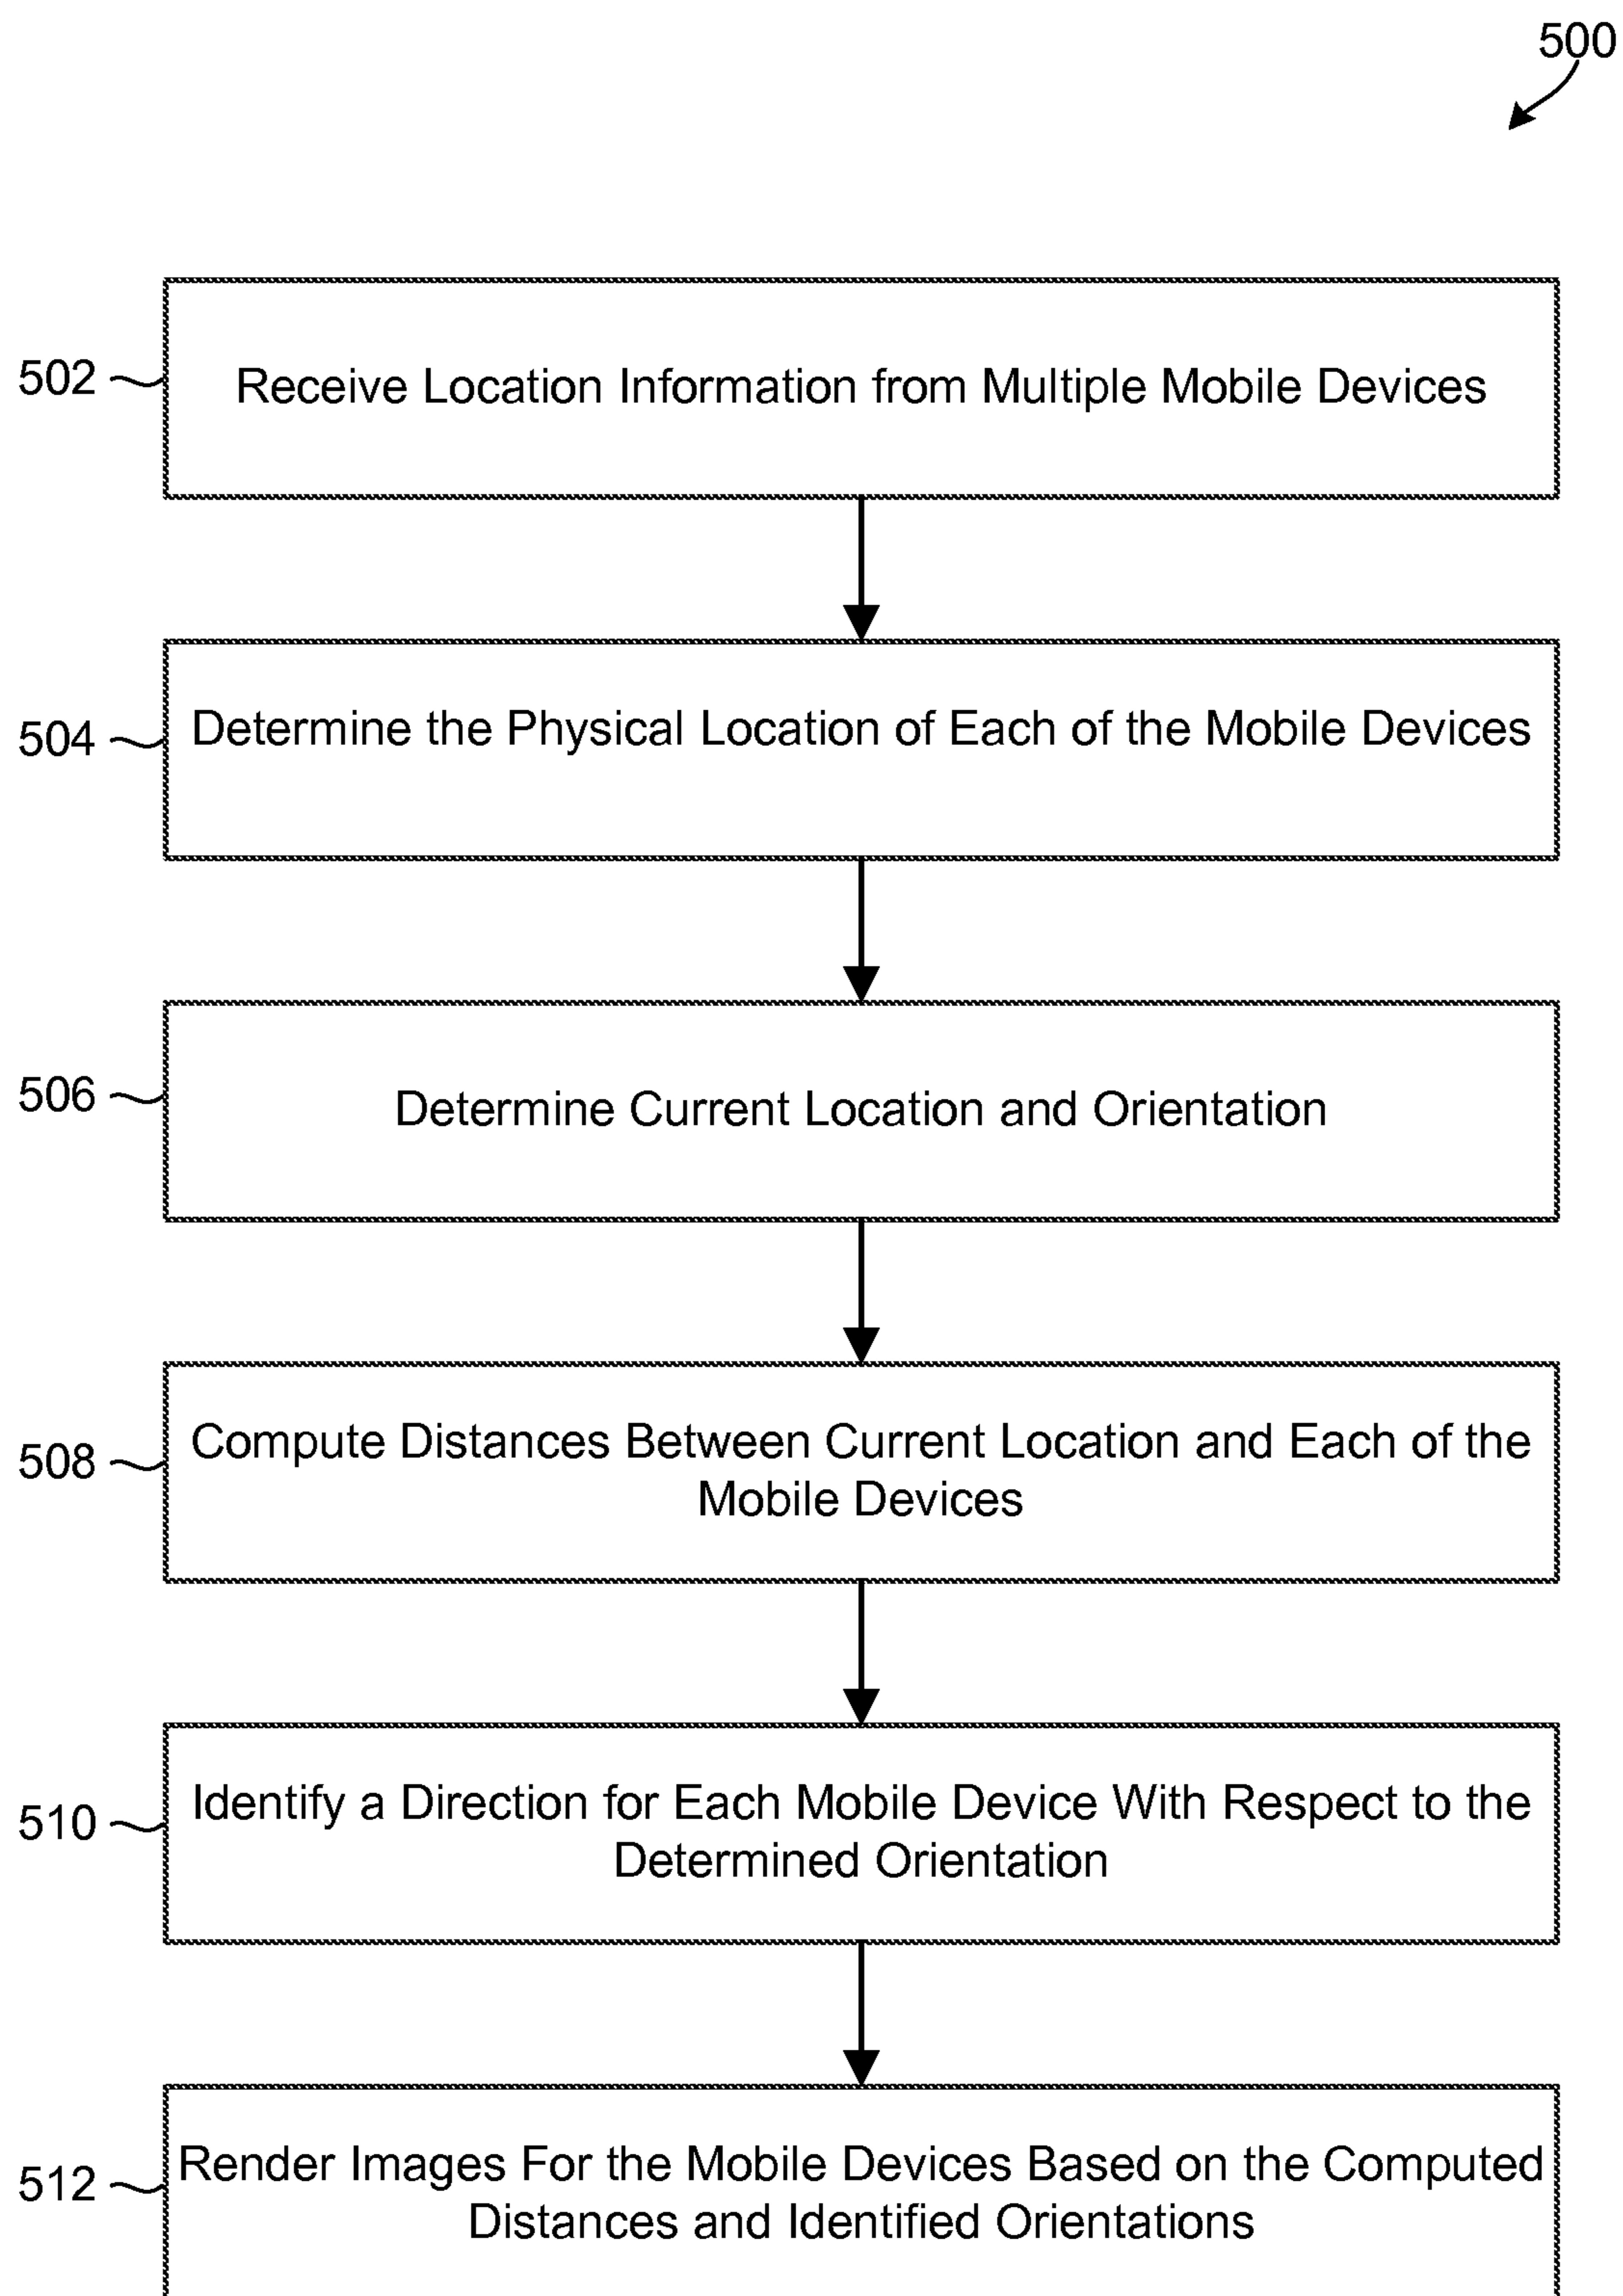 500
502
Receive Location Information from Multiple Mobile Devices
504
Determine the Physical Location of Each of the Mobile Devices
506
Determine Current Location and Orientation
508
Compute Distances Between Current Location and Each of the
Mobile Devices
510
Identify a Direction for Each Mobile Device With Respect to the
Determined Orientation
512
Render Images For the Mobile Devices Based on the Computed
Distances and Identified Orientations